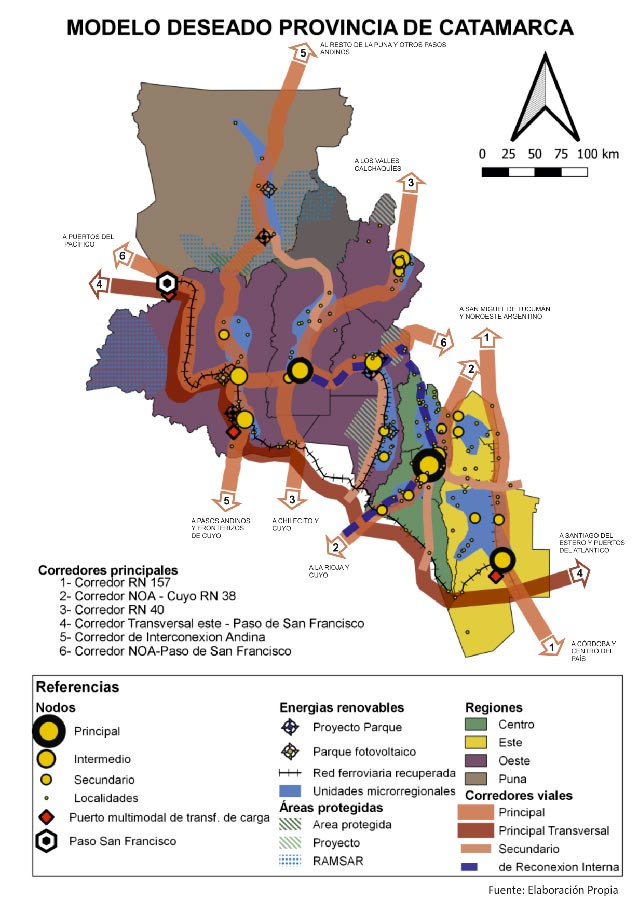 MODELO DESEADO PROVINCIA DE CATAMARCA
5
AL RESTO DE LA PUNA Y OTROS PASOS
ANDINOS
0 25 50 75 100 km
A LOS VALLES
CALCHAQUÍES
3
A PUERTOS DEL
PACIFICO
6
4
A SAN MIGUEL DE TUCUMÁN
Y NOROESTE ARGENTINO
1
6
2
5
3
A PASOS ANDINOS
Y FRONTERIZOS
DE CUYO
A CHILECITO Y
CUYO
2
A LA RIOJA Y
CUYO
A SANTIAGO DEL
ESTERO Y PUERTOS
DEL ATLANTICO
4
1
A CÓRDOBA Y
CENTRO DEL
PAÍS
Corredores principales
1- Corredor RN 157
2- Corredor NOA - Cuyo RN 38
3- Corredor RN 40
4- Corredor Transversal este - Paso de San Francisco
5- Corredor de Interconexion Andina
6- Corredor NOA-Paso de San Francisco
Referencias
Nodos
Principal
Intermedio
Secundario
Localidades
Puerto multimodal de transf. de carga
Paso San Francisco
Energias renovables
Proyecto Parque
Parque fotovoltaico
Red ferroviaria recuperada
Unidades microrregionales
Áreas protegidas
Area protegida
Proyecto
RAMSAR
Regiones
Centro
Este
Oeste
Puna
Corredores viales
Principal
Principal Transversal
Secundario
de Reconexion Interna
Fuente: Elaboración Propia